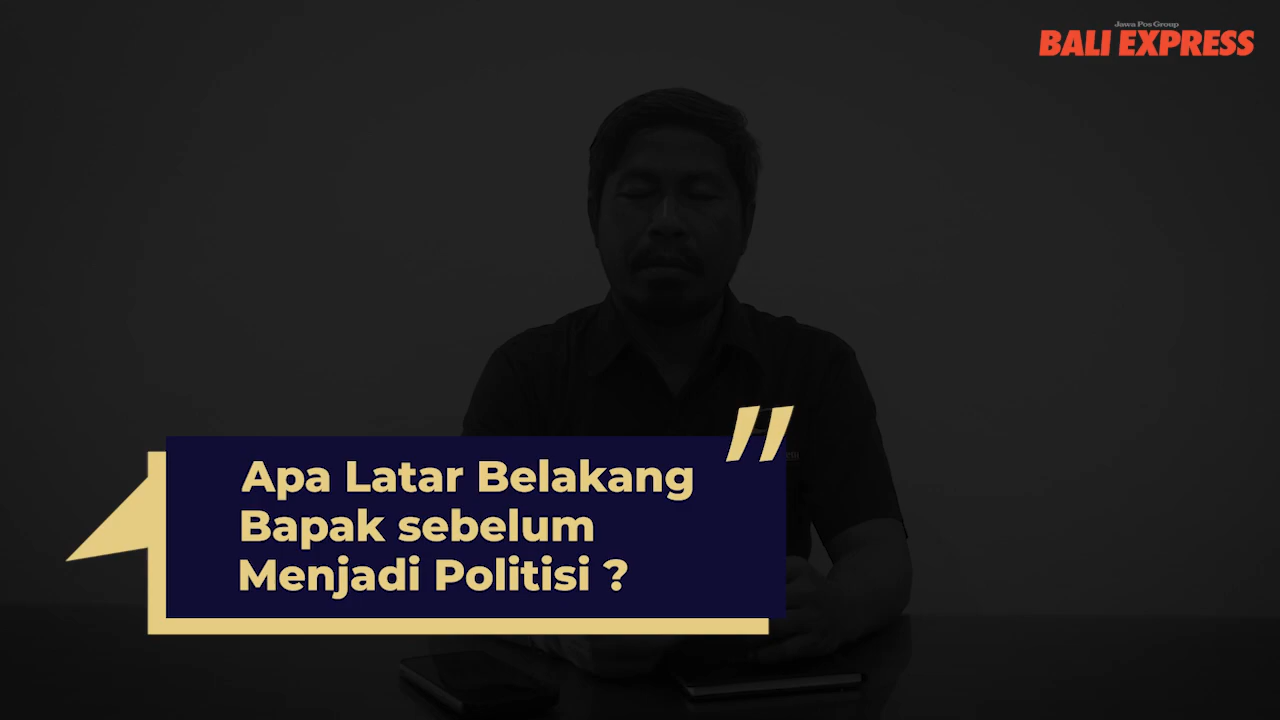 Jawa Pos Group
BALI EXPRESS
Apa Latar Belakang
Bapak sebelum
Menjadi Politisi ?